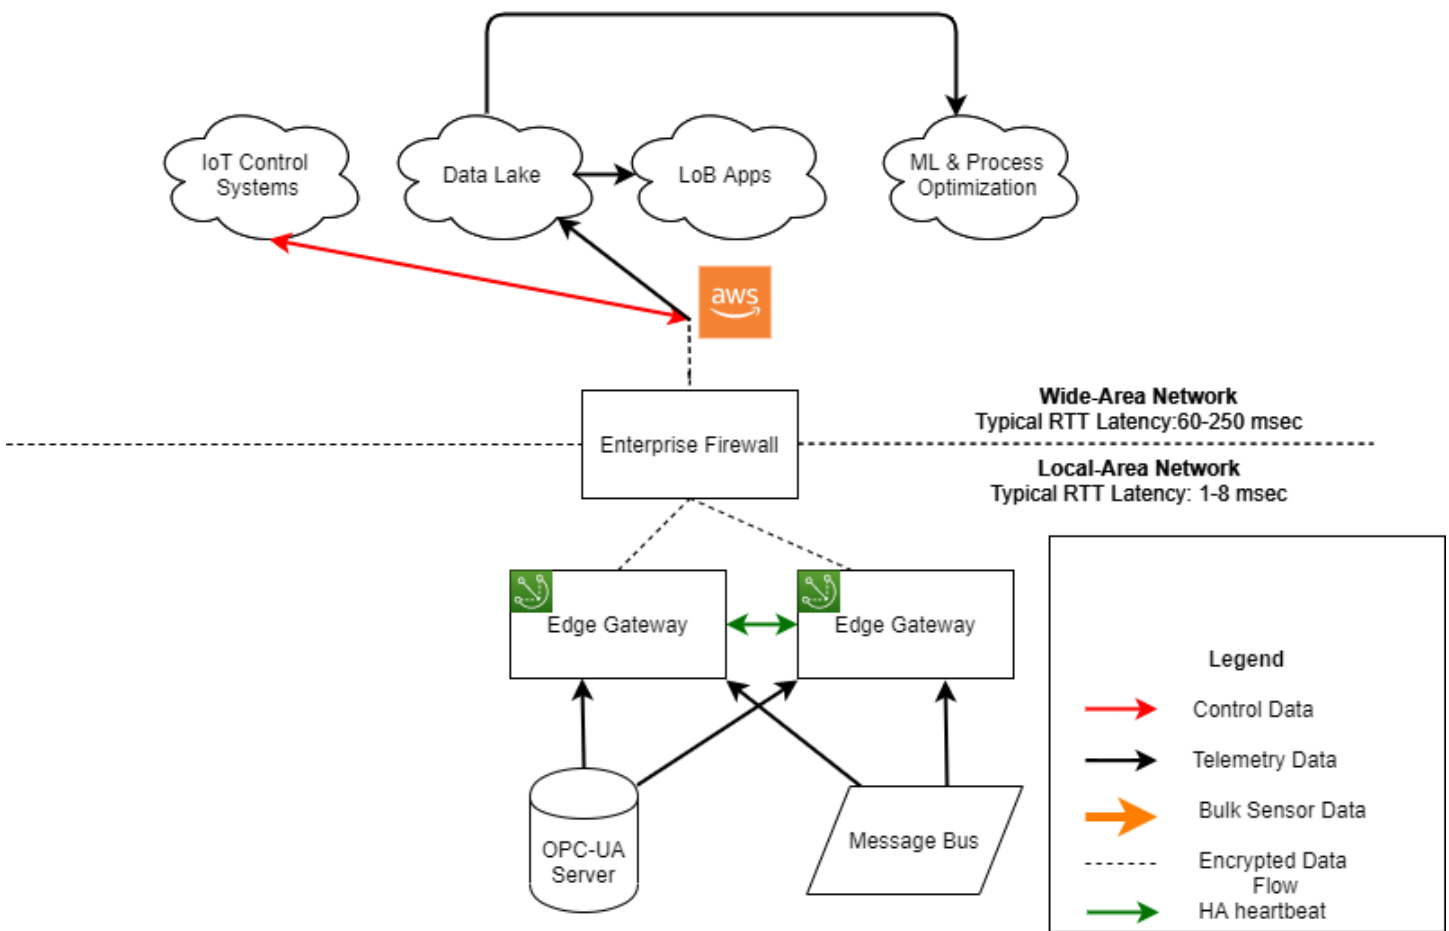 IoT Control
Systems
Data Lake
LoB Apps
ML & Process
Optimization
aws
Enterprise Firewall
Wide-Area Network
Typical RTT Latency:60-250 msec
Local-Area Network
Typical RTT Latency: 1-8 msec
Edge Gateway
Edge Gateway
OPC-UA
Server
Message Bus
Legend
Control Data
Telemetry Data
Bulk Sensor Data
Encrypted Data
Flow
HA heartbeat